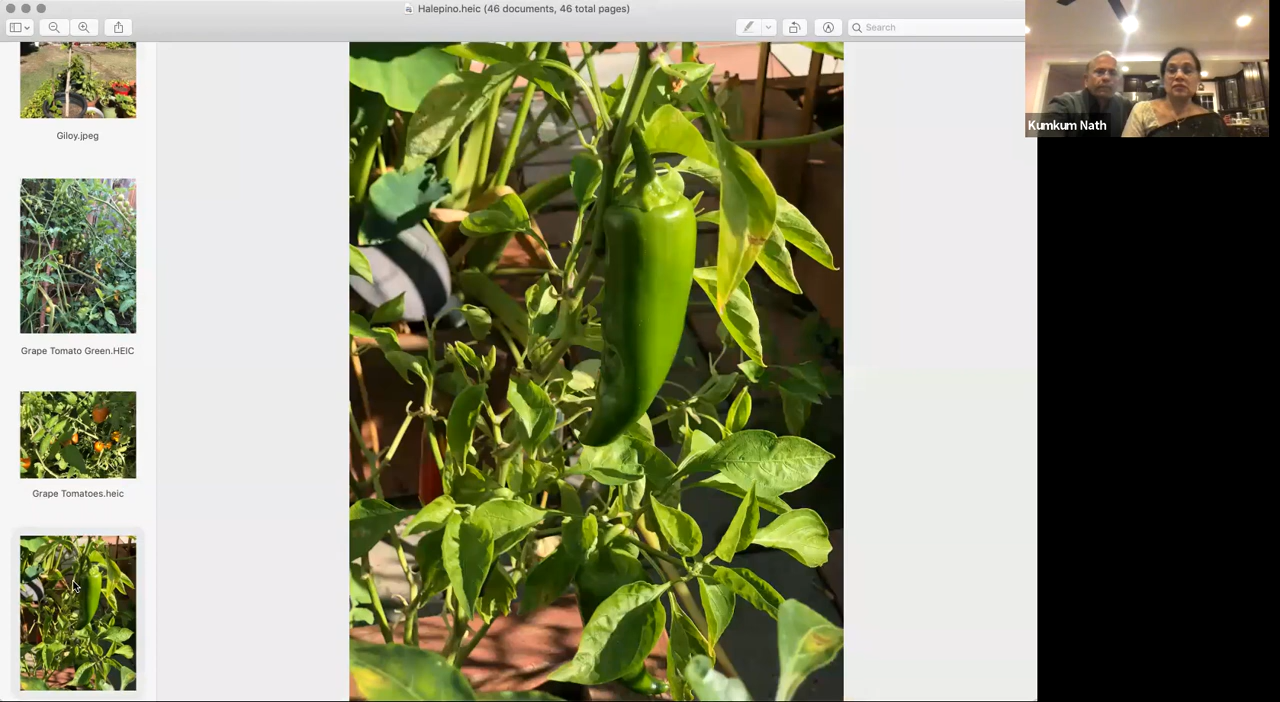 Halepino.heic (46 documents, 46 total pages)
Search
Giloy.jpeg
Grape Tomato Green.HEIC
Grape Tomatoes.heic
Kumkum Nath